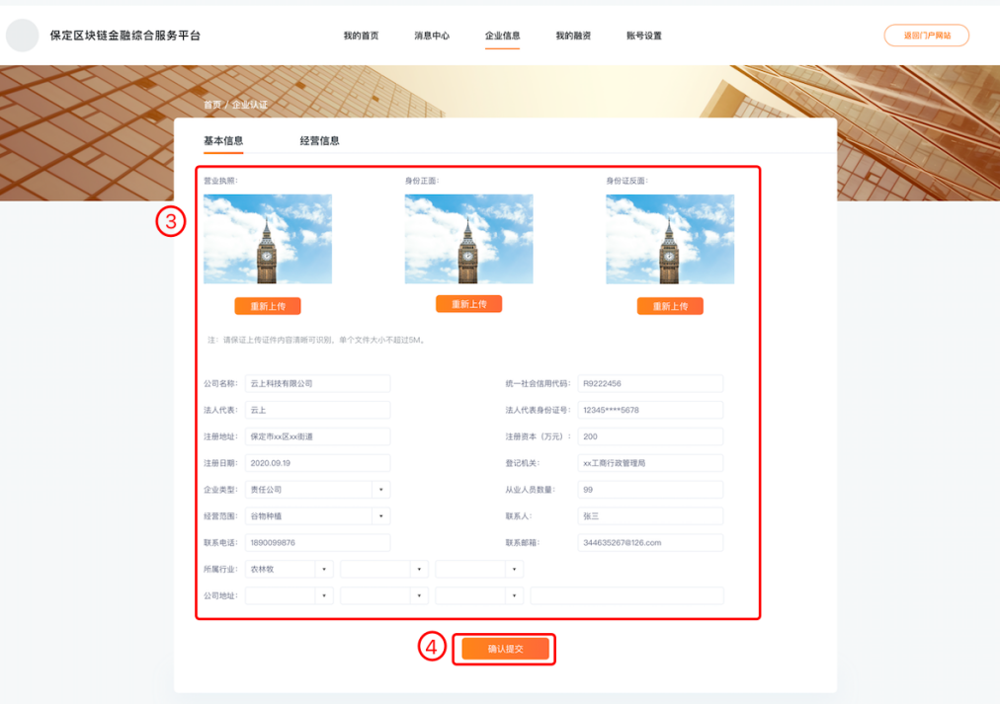 保定区块链金融综合服务平台 我的首页 消息中心 企业信息 我的融资 账号设置 返回门户网站
首页 / 企业认证
基本信息 经营信息
营业执照: 身份正面: 身份证反面:
③
重新上传 重新上传 重新上传
注：请保证上传证件内容清晰可识别，单个文件大小不超过5M。
公司名称: 云上科技有限公司 统一社会信用代码: R9222456
法人代表: 云上 法人代表身份证号: 12345****5678
注册地址: 保定市xx区xx街道 注册资本（万元）: 200
注册日期: 2020.09.19 登记机关: xx工商行政管理局
企业类型: 责任公司 从业人员数量: 99
经营范围: 谷物种植 联系人: 张三
联系电话: 1890099876 联系邮箱: 344635267@126.com
所属行业: 农林牧
公司地址:
④ 确认提交